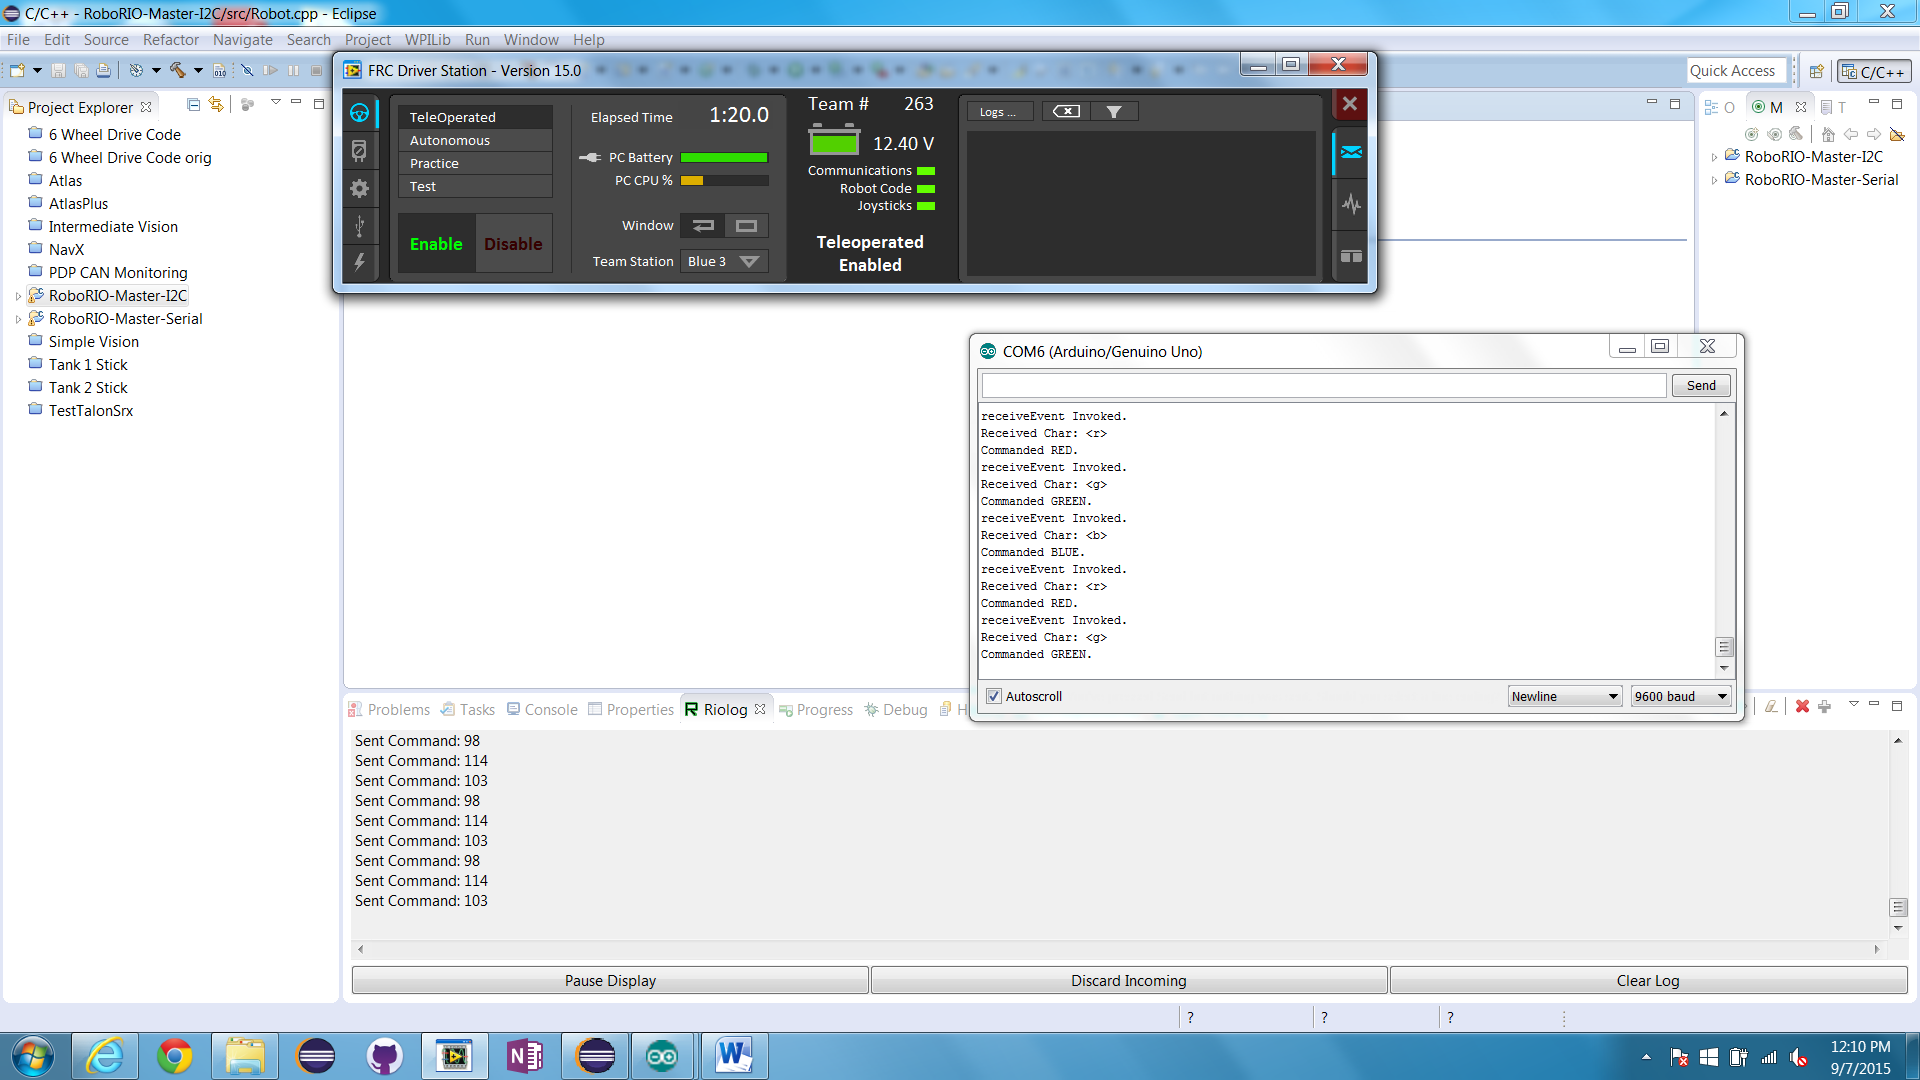 C/C++ - RoboRIO-Master-I2C/src/Robot.cpp - Eclipse
File Edit Source Refactor Navigate Search Project WPILib Run Window Help
Quick Access
C/C++
Project Explorer
6 Wheel Drive Code
6 Wheel Drive Code orig
Atlas
AtlasPlus
Intermediate Vision
NavX
PDP CAN Monitoring
RoboRIO-Master-I2C
RoboRIO-Master-Serial
Simple Vision
Tank 1 Stick
Tank 2 Stick
TestTalonSrx
FRC Driver Station - Version 15.0
TeleOperated
Autonomous
Practice
Test
Enable Disable
Elapsed Time 1:20.0
PC Battery
PC CPU %
Window
Team Station Blue 3
Team # 263
12.40 V
Communications
Robot Code
Joysticks
Teleoperated
Enabled
Logs ...
O M T
RoboRIO-Master-I2C
RoboRIO-Master-Serial
COM6 (Arduino/Genuino Uno)
Send
receiveEvent Invoked.
Received Char: <r>
Commanded RED.
receiveEvent Invoked.
Received Char: <g>
Commanded GREEN.
receiveEvent Invoked.
Received Char: <b>
Commanded BLUE.
receiveEvent Invoked.
Received Char: <r>
Commanded RED.
receiveEvent Invoked.
Received Char: <g>
Commanded GREEN.
Autoscroll Newline 9600 baud
Problems Tasks Console Properties Riolog Progress Debug H
Sent Command: 98
Sent Command: 114
Sent Command: 103
Sent Command: 98
Sent Command: 114
Sent Command: 103
Sent Command: 98
Sent Command: 114
Sent Command: 103
Pause Display Discard Incoming Clear Log
? ? ?
12:10 PM
9/7/2015